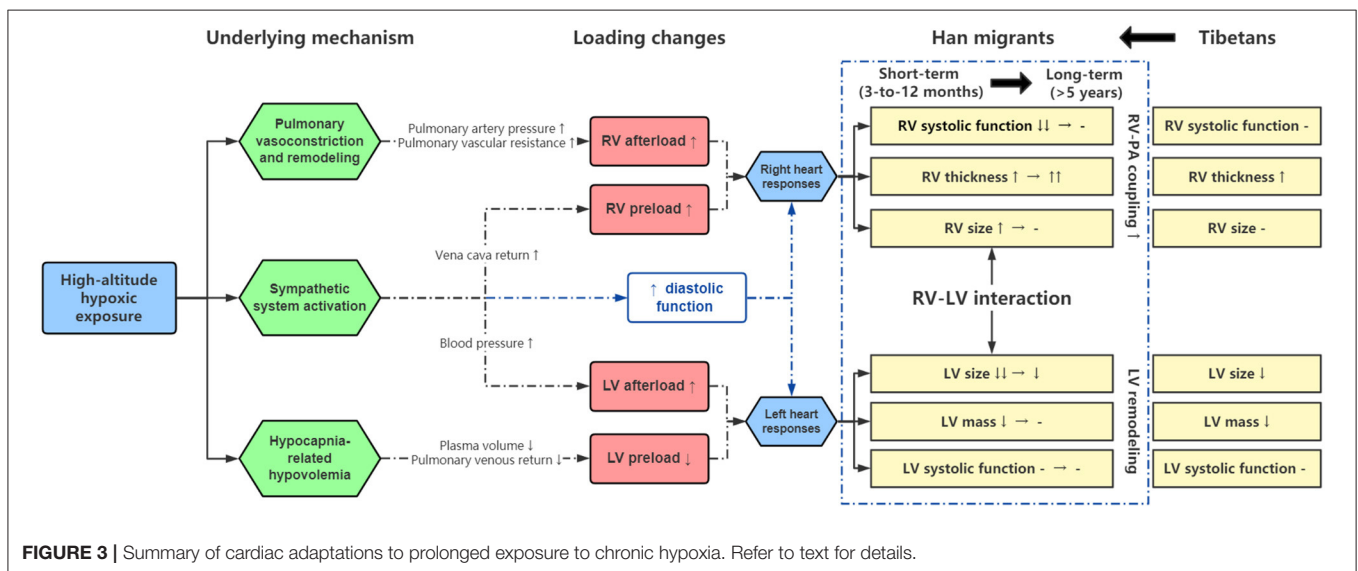 Underlying mechanism
Loading changes
Han migrants
Tibetans
Short-term
(3-to-12 months)
Long-term
(>5 years)
High-altitude
hypoxic
exposure
Pulmonary
vasoconstriction
and remodeling
Sympathetic
system activation
Hypocapnia-
related
hypovolemia
Pulmonary artery pressure ↑
Pulmonary vascular resistance ↑
Vena cava return ↑
Blood pressure ↑
Plasma volume ↓
Pulmonary venous return ↓
RV afterload ↑
RV preload ↑
↑ diastolic
function
LV afterload ↑
LV preload ↓
Right heart
responses
Left heart
responses
RV systolic function ↓↓ → -
RV thickness ↑ → ↑↑
RV size ↑ → -
RV-LV interaction
LV size ↓↓ → ↓
LV mass ↓ → -
LV systolic function - → -
RV-PA coupling ↑
LV remodeling
RV systolic function -
RV thickness ↑
RV size -
LV size ↓
LV mass ↓
LV systolic function -
FIGURE 3 | Summary of cardiac adaptations to prolonged exposure to chronic hypoxia. Refer to text for details.